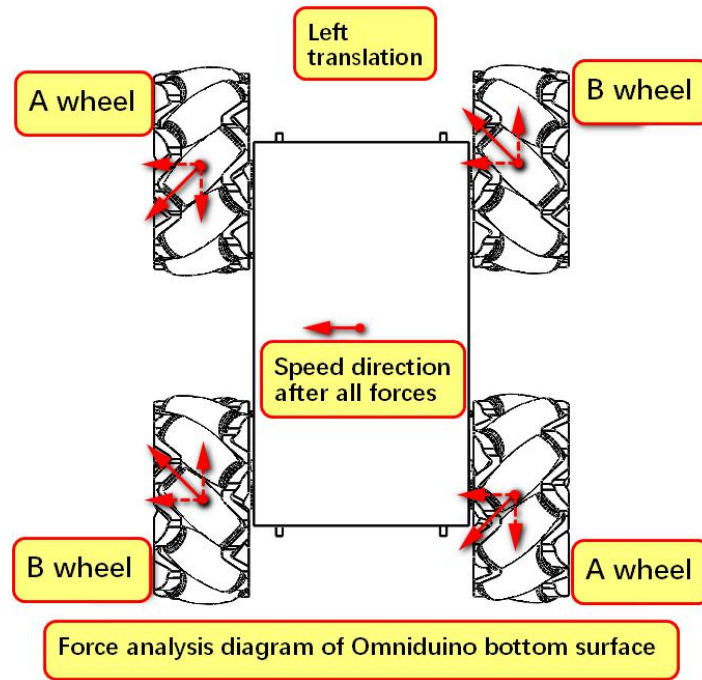 Left
translation
A wheel
B wheel
Speed direction
after all forces
B wheel
A wheel
Force analysis diagram of Omniduino bottom surface